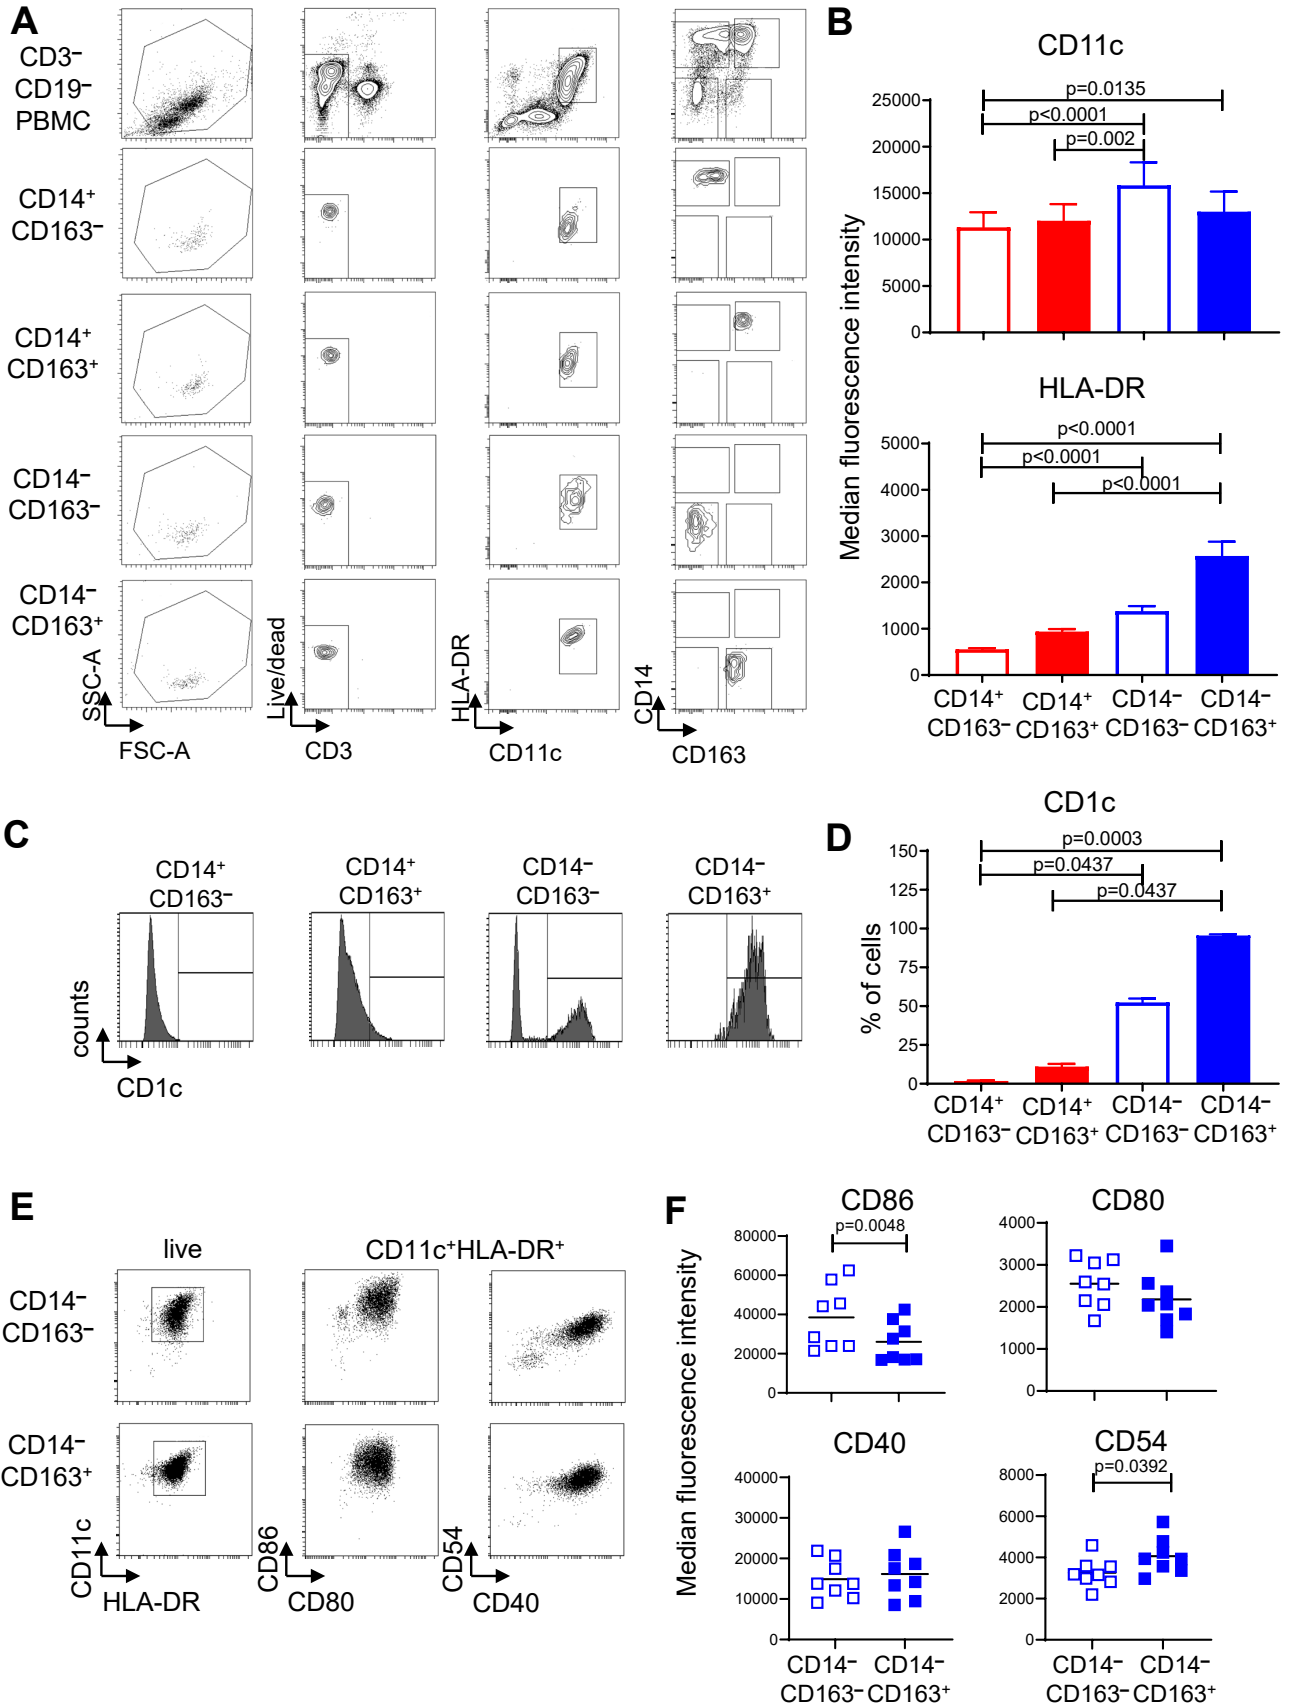 A
CD3–
CD19–
PBMC
CD14+
CD163–
CD14+
CD163+
CD14–
CD163–
CD14–
CD163+
SSC-A
FSC-A
Live/dead
CD3
HLA-DR
CD11c
CD14
CD163
B
CD11c
p=0.0135
p<0.0001
p=0.002
25000
20000
15000
10000
5000
0
Median fluorescence intensity
HLA-DR
p<0.0001
p<0.0001
p<0.0001
5000
4000
3000
2000
1000
0
CD14+ CD14+ CD14– CD14–
CD163– CD163+ CD163– CD163+
C
CD14+ CD14+ CD14– CD14–
CD163– CD163+ CD163– CD163+
counts
CD1c
D
CD1c
p=0.0003
p=0.0437
p=0.0437
150
125
100
75
50
25
0
% of cells
CD14+ CD14+ CD14– CD14–
CD163– CD163+ CD163– CD163+
E
live CD11c+HLA-DR+
CD14–
CD163–
CD14–
CD163+
CD11c
HLA-DR
CD86
CD80
CD54
CD40
F
Median fluorescence intensity
CD86
p=0.0048
80000
60000
40000
20000
0
CD80
4000
3000
2000
1000
0
CD40
40000
30000
20000
10000
0
CD54
p=0.0392
8000
6000
4000
2000
0
CD14– CD14– CD14– CD14–
CD163– CD163+ CD163– CD163+